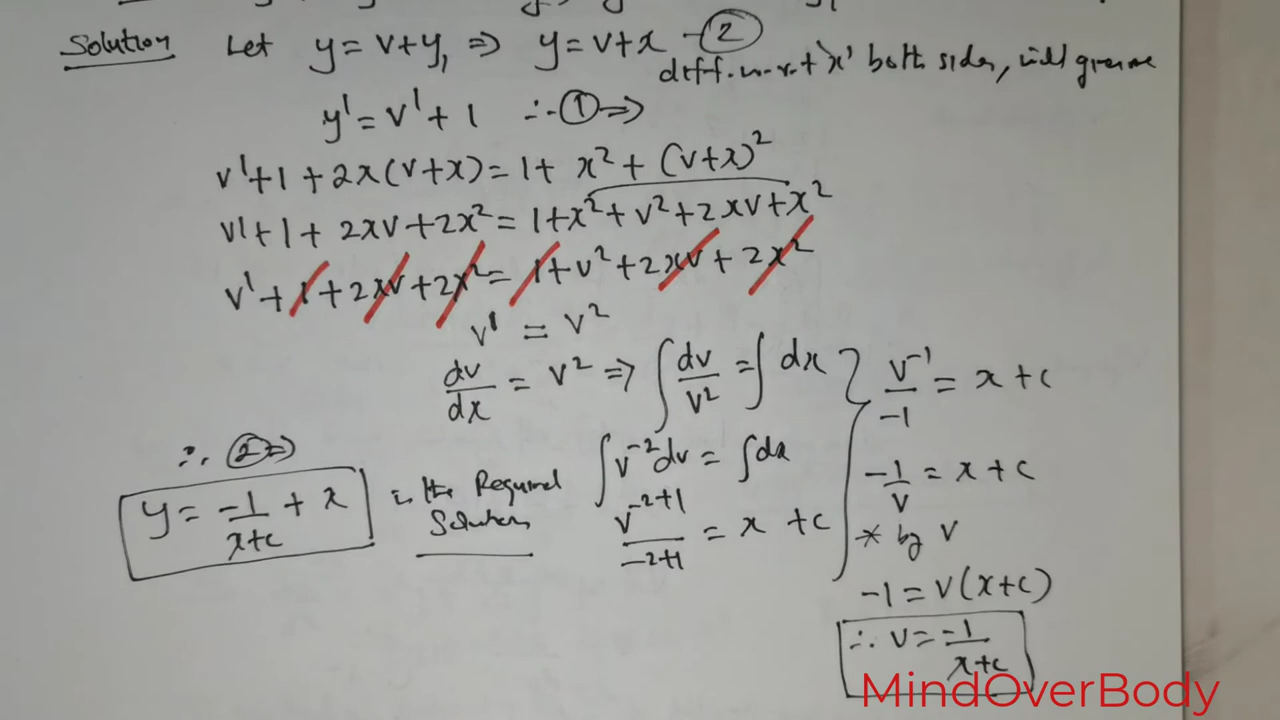 Solution Let y = v+y₁ ⇒ y = v+x - ②
diff. w.r.t 'x' both sides, will give me
y' = v' + 1 ∴ ① ⇒
v'+1+2x(v+x) = 1+ x² + (v+x)²
v'+1+ 2xv+2x² = 1+x²+v²+2xv+x²
v'+1+2xv+2x² = 1+v²+2xv+2x²
v' = v²
dv/dx = v² ⇒ ∫ dv/v² = ∫ dx
∫ v⁻² dv = ∫dx
v⁻²⁺¹/-2+1 = x + c
v⁻¹/-1 = x + c
-1/v = x + c
* by v
-1 = v(x+c)
∴ v = -1/x+c
∴ ② ⇒
y = -1/x+c + x is the Required
Solution
MindOverBody